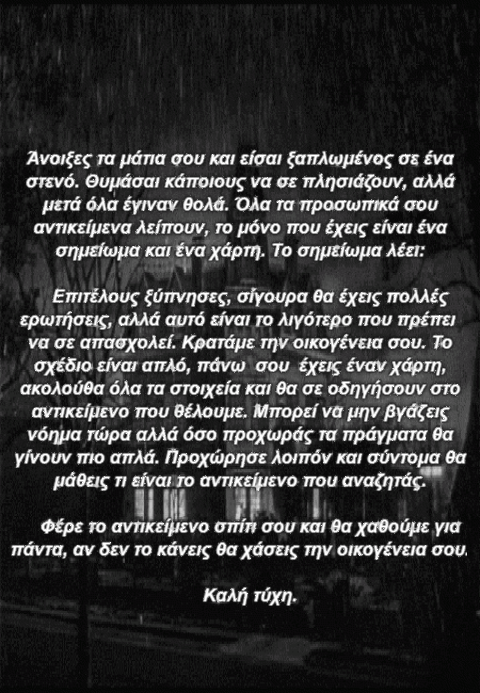 Άνοιξες τα μάτια σου και είσαι ξαπλωμένος σε ένα
στενό. Θυμάσαι κάποιους να σε πλησιάζουν, αλλά
μετά όλα έγιναν θολά. Όλα τα προσωπικά σου
αντικείμενα λείπουν, το μόνο που έχεις είναι ένα
σημείωμα και ένα χάρτη. Το σημείωμα λέει:
Επιτέλους ξύπνησες, σίγουρα θα έχεις πολλές
ερωτήσεις, αλλά αυτό είναι το λιγότερο που πρέπει
να σε απασχολεί. Κρατάμε την οικογένεια σου. Το
σχέδιο είναι απλό, πάνω σου έχεις έναν χάρτη,
ακολούθα όλα τα στοιχεία και θα σε οδηγήσουν στο
αντικείμενο που θέλουμε. Μπορεί να μην βγάζεις
νόημα τώρα αλλά όσο προχωράς τα πράγματα θα
γίνουν πιο απλά. Προχώρησε λοιπόν και σύντομα θα
μάθεις τι είναι το αντικείμενο που αναζητάς.
Φέρε το αντικείμενο σπίτι σου και θα χαθούμε για
πάντα, αν δεν το κάνεις θα χάσεις την οικογένεια σου.
Καλή τύχη.